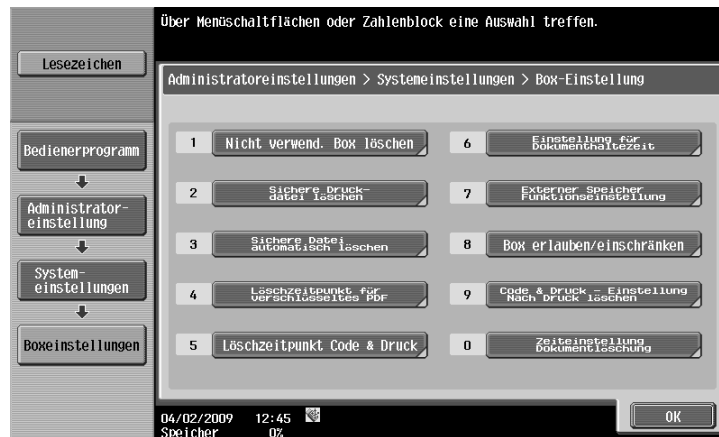 Über Menüschaltflächen oder Zahlenblock eine Auswahl treffen.
Lesezeichen
Administratoreinstellungen > Systemeinstellungen > Box-Einstellung
Bedienerprogramm
Administrator-
einstellung
System-
einstellungen
Boxeinstellungen
1 Nicht verwend. Box löschen
2 Sichere Druck-
datei löschen
3 Sichere Datei
automatisch löschen
4 Löschzeitpunkt für
verschlüsseltes PDF
5 Löschzeitpunkt Code & Druck
6 Einstellung für
Dokumenthaltezeit
7 Externer Speicher
Funktionseinstellung
8 Box erlauben/einschränken
9 Code & Druck - Einstellung
Nach Druck löschen
0 Zeiteinstellung
Dokumentlöschung
04/02/2009 12:45
Speicher 0%
OK